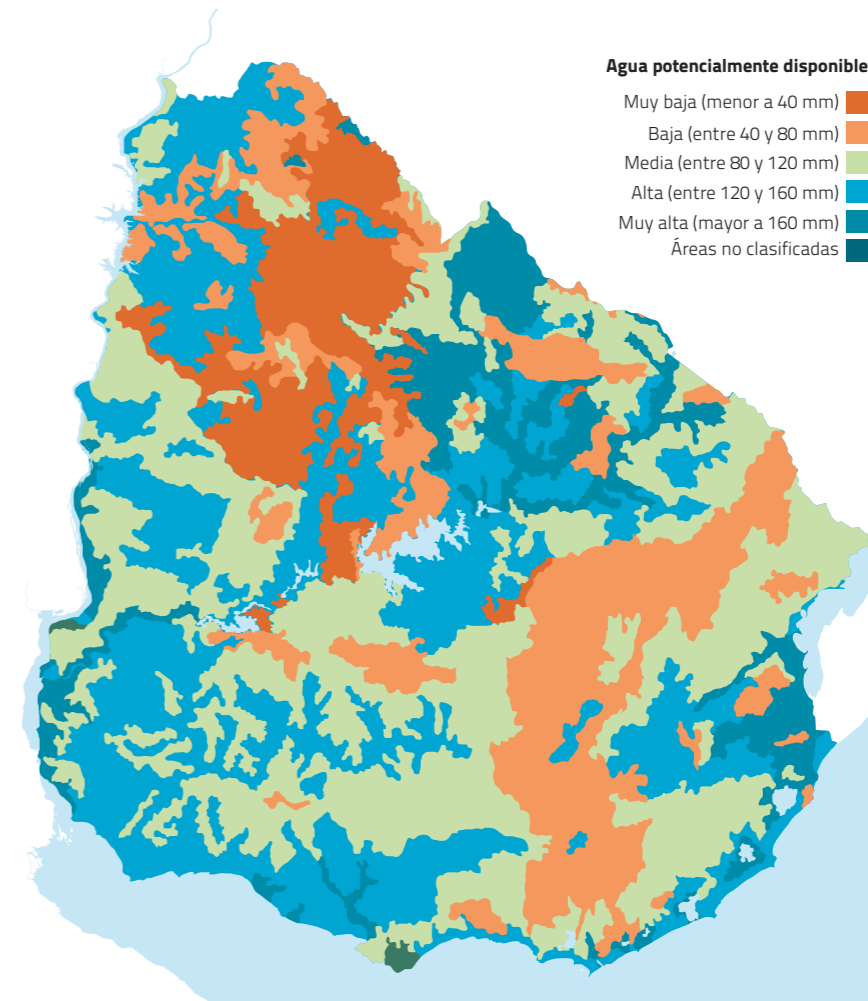 Agua potencialmente disponible
Muy baja (menor a 40 mm)
Baja (entre 40 y 80 mm)
Media (entre 80 y 120 mm)
Alta (entre 120 y 160 mm)
Muy alta (mayor a 160 mm)
Áreas no clasificadas